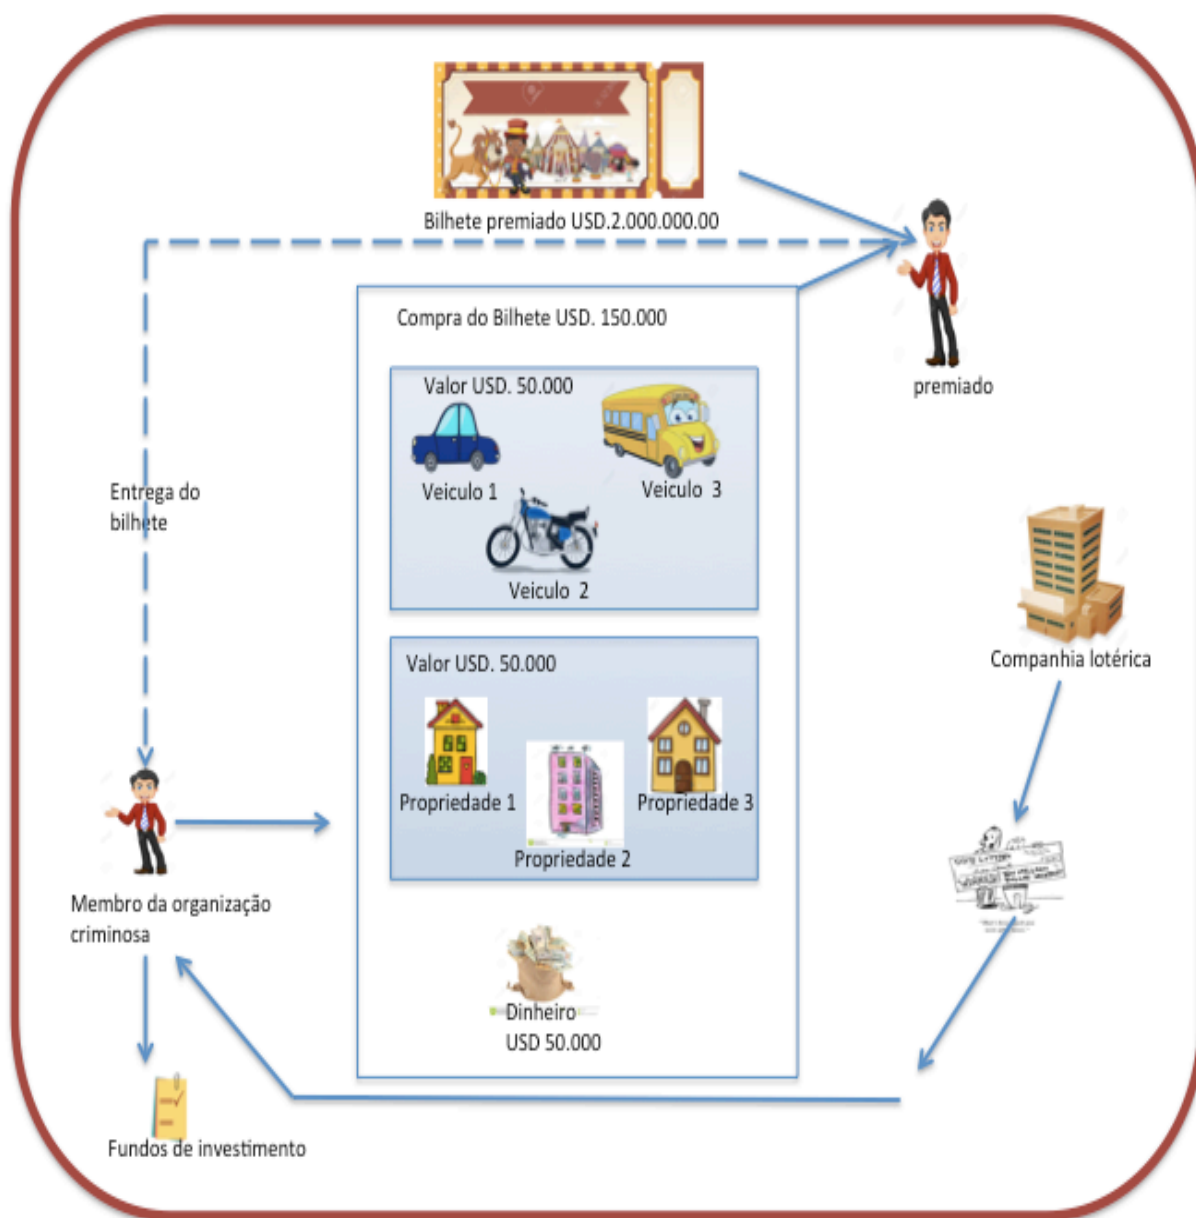 Bilhete premiado USD.2.000.000.00
Compra do Bilhete USD. 150.000
premiado
Valor USD. 50.000
Veiculo 1
Veiculo 3
Veiculo 2
Entrega do
bilhete
Valor USD. 50.000
Propriedade 1
Propriedade 3
Propriedade 2
Companhia lotérica
Membro da organização
criminosa
Dinheiro
USD 50.000
Fundos de investimento